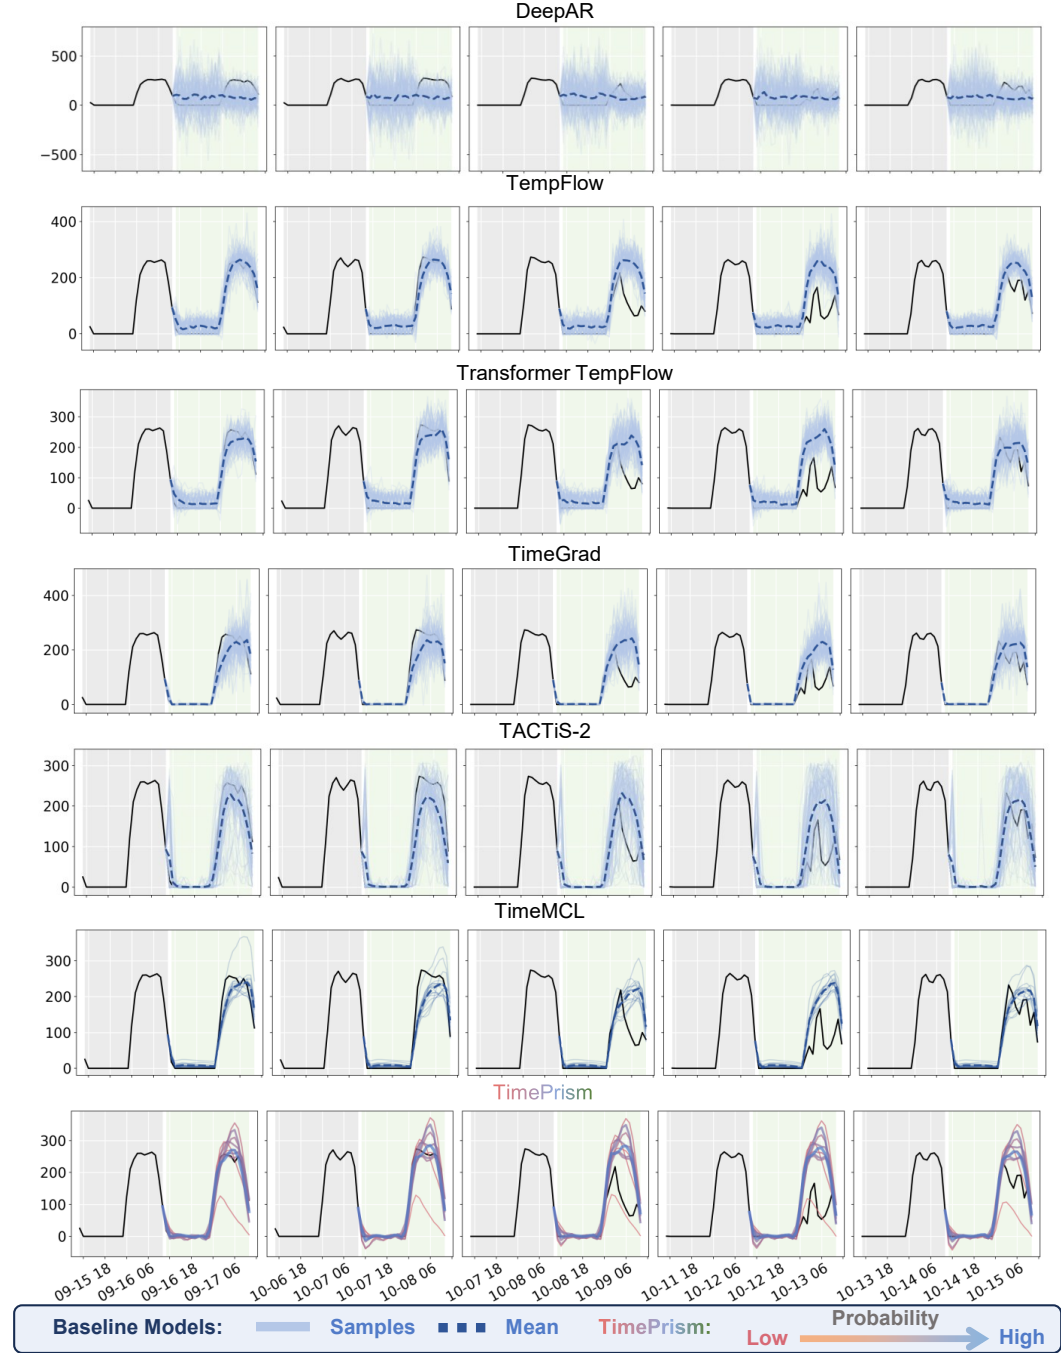 DeepAR
500
0
−500
TempFlow
400
200
0
Transformer TempFlow
300
200
100
0
TimeGrad
400
200
0
TACTiS-2
300
200
100
0
TimeMCL
300
200
100
0
TimePrism
300
200
100
0
09-15 18 09-16 06 09-16 18 09-17 06 10-06 18 10-07 06 10-07 18 10-08 06 10-07 18 10-08 06 10-08 18 10-09 06 10-11 18 10-12 06 10-12 18 10-13 06 10-13 18 10-14 06 10-14 18 10-15 06
Baseline Models: Samples Mean TimePrism: Low Probability High